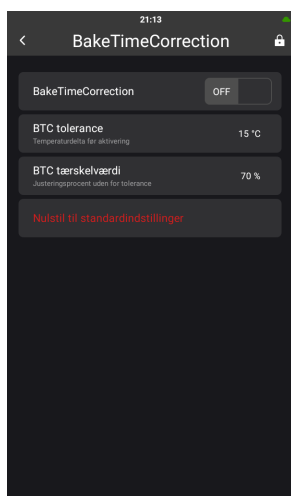 21:13
BakeTimeCorrection
BakeTimeCorrection OFF
BTC tolerance
Temperaturdelta før aktivering
15 °C
BTC tærskelværdi
Justeringsprocent uden for tolerance
70 %
Nulstil til standardindstillinger